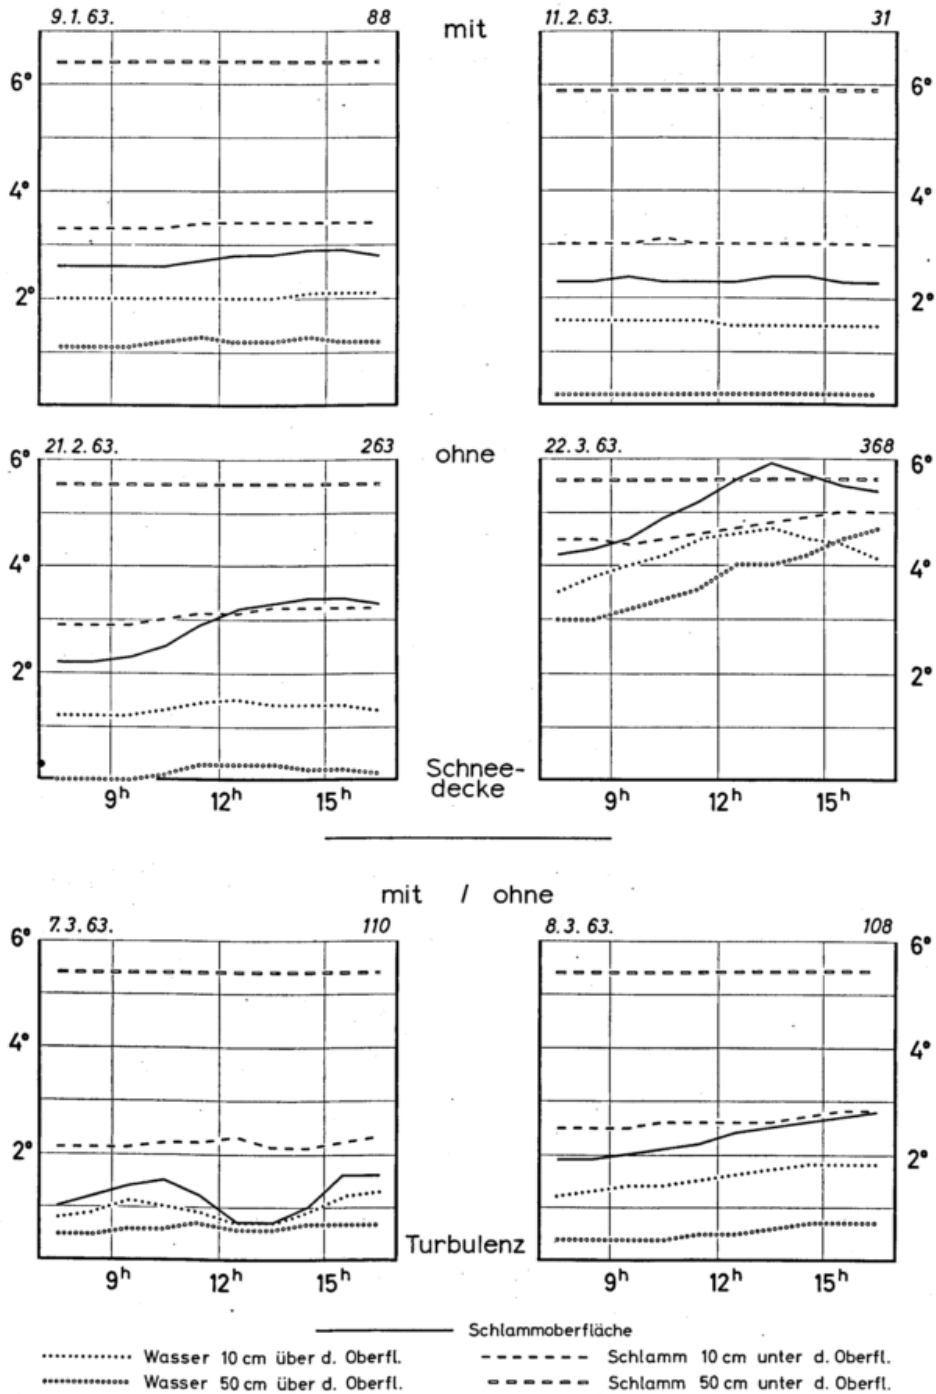 9.1.63. 88
mit
11.2.63. 31
6° 6°
4° 4°
2° 2°
21.2.63. 263
ohne
22.3.63. 368
6° 6°
4° 4°
2° 2°
Schnee-
decke
9h 12h 15h 9h 12h 15h
mit / ohne
7.3.63. 110 8.3.63. 108
6° 6°
4° 4°
2° 2°
Turbulenz
9h 12h 15h 9h 12h 15h
Schlammoberfläche
Wasser 10 cm über d. Oberfl. Schlamm 10 cm unter d. Oberfl.
Wasser 50 cm über d. Oberfl. Schlamm 50 cm unter d. Oberfl.